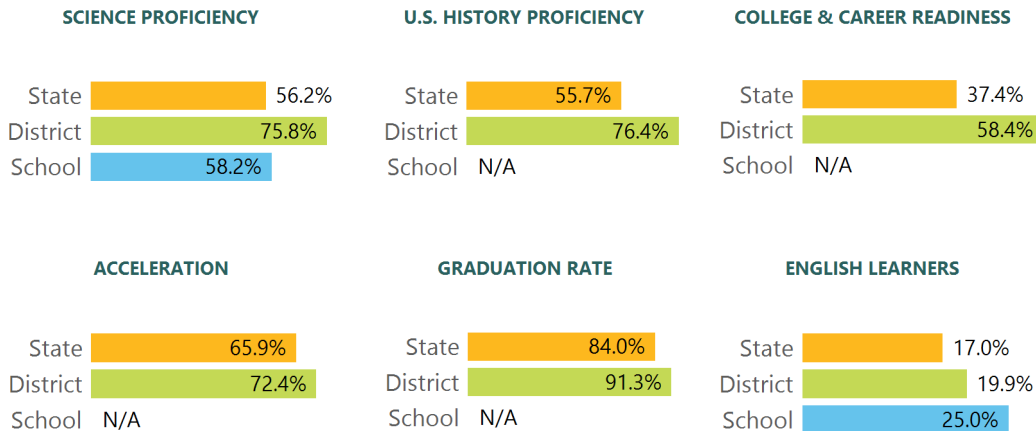 SCIENCE PROFICIENCY
State 56.2%
District 75.8%
School 58.2%
U.S. HISTORY PROFICIENCY
State 55.7%
District 76.4%
School N/A
COLLEGE & CAREER READINESS
State 37.4%
District 58.4%
School N/A
ACCELERATION
State 65.9%
District 72.4%
School N/A
GRADUATION RATE
State 84.0%
District 91.3%
School N/A
ENGLISH LEARNERS
State 17.0%
District 19.9%
School 25.0%